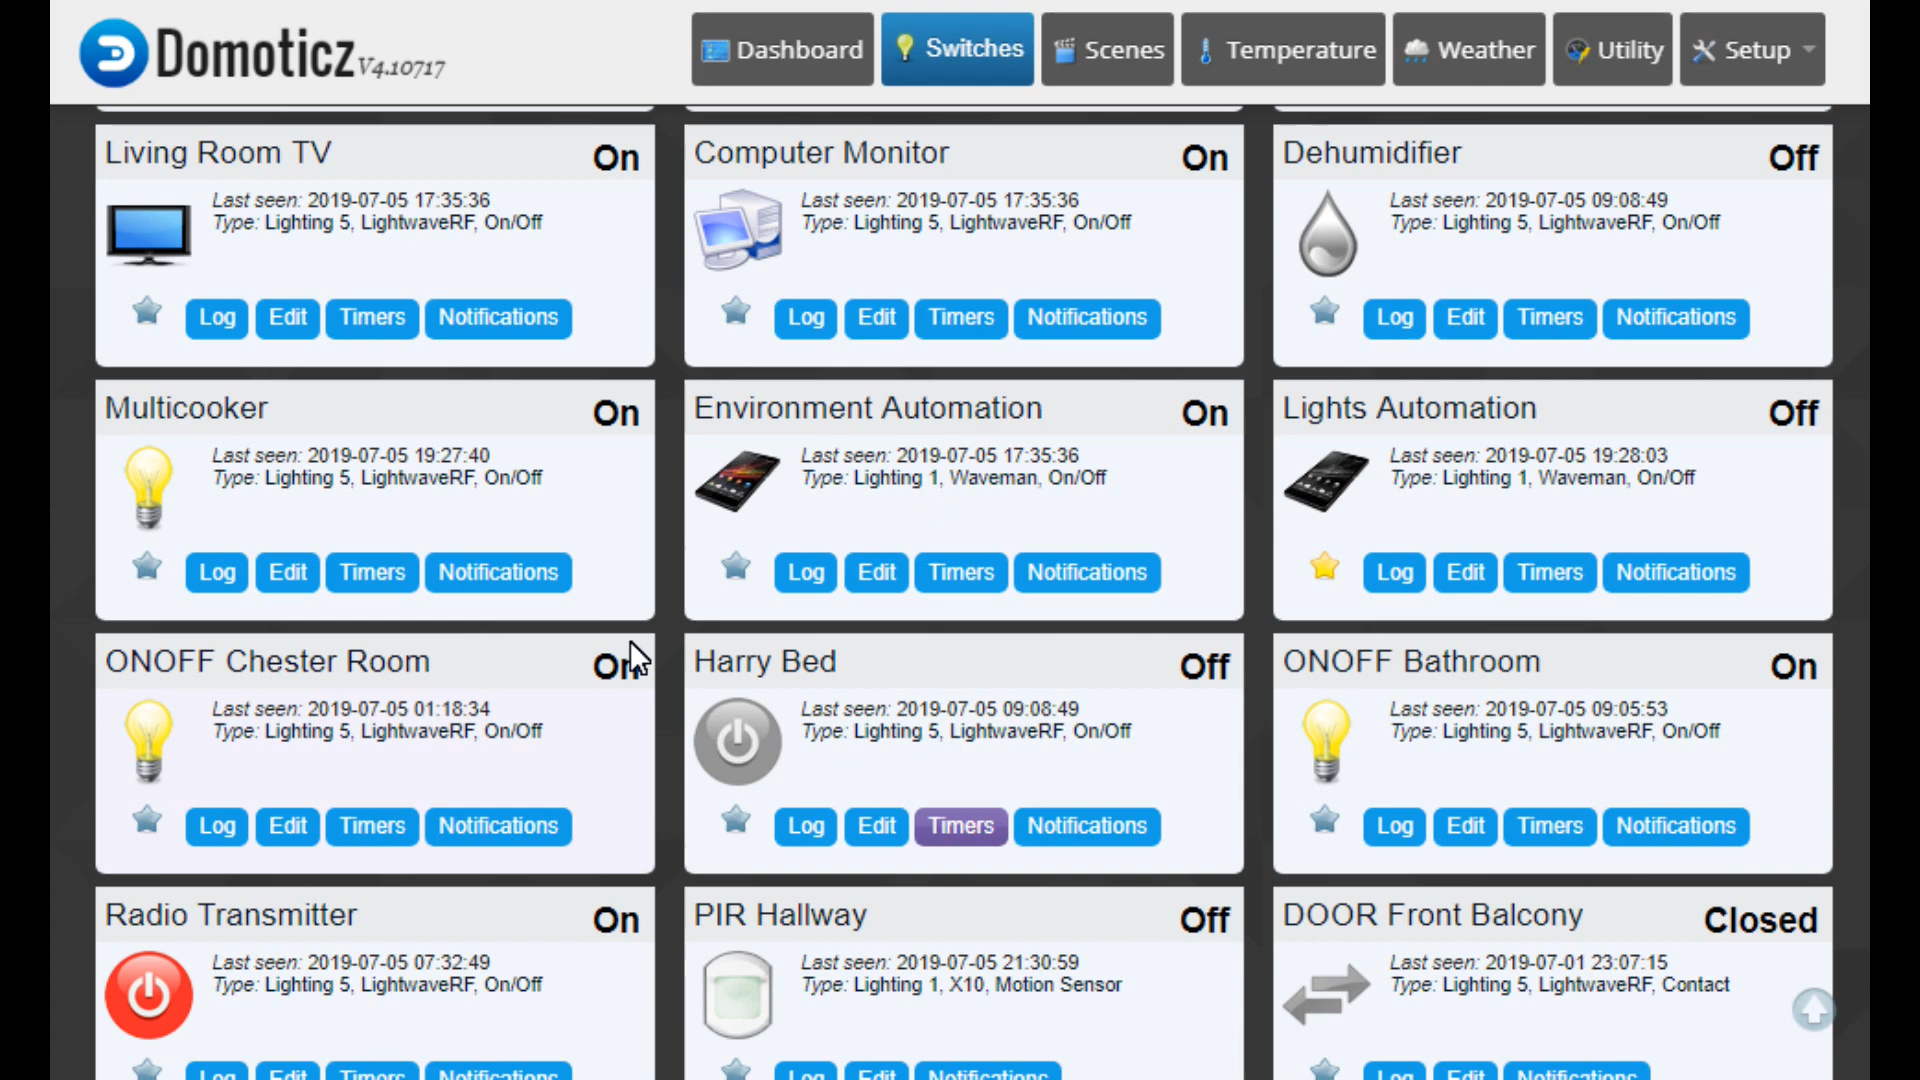 Domoticz V4.10717
Dashboard Switches Scenes Temperature Weather Utility Setup
Living Room TV On
Last seen: 2019-07-05 17:35:36
Type: Lighting 5, LightwaveRF, On/Off
Log Edit Timers Notifications
Computer Monitor On
Last seen: 2019-07-05 17:35:36
Type: Lighting 5, LightwaveRF, On/Off
Log Edit Timers Notifications
Dehumidifier Off
Last seen: 2019-07-05 09:08:49
Type: Lighting 5, LightwaveRF, On/Off
Log Edit Timers Notifications
Multicooker On
Last seen: 2019-07-05 19:27:40
Type: Lighting 5, LightwaveRF, On/Off
Log Edit Timers Notifications
Environment Automation On
Last seen: 2019-07-05 17:35:36
Type: Lighting 1, Waveman, On/Off
Log Edit Timers Notifications
Lights Automation Off
Last seen: 2019-07-05 19:28:03
Type: Lighting 1, Waveman, On/Off
Log Edit Timers Notifications
ONOFF Chester Room On
Last seen: 2019-07-05 01:18:34
Type: Lighting 5, LightwaveRF, On/Off
Log Edit Timers Notifications
Harry Bed Off
Last seen: 2019-07-05 09:08:49
Type: Lighting 5, LightwaveRF, On/Off
Log Edit Timers Notifications
ONOFF Bathroom On
Last seen: 2019-07-05 09:05:53
Type: Lighting 5, LightwaveRF, On/Off
Log Edit Timers Notifications
Radio Transmitter On
Last seen: 2019-07-05 07:32:49
Type: Lighting 5, LightwaveRF, On/Off
Log Edit Timers Notifications
PIR Hallway Off
Last seen: 2019-07-05 21:30:59
Type: Lighting 1, X10, Motion Sensor
Log Edit Notifications
DOOR Front Balcony Closed
Last seen: 2019-07-01 23:07:15
Type: Lighting 5, LightwaveRF, Contact
Log Edit Notifications